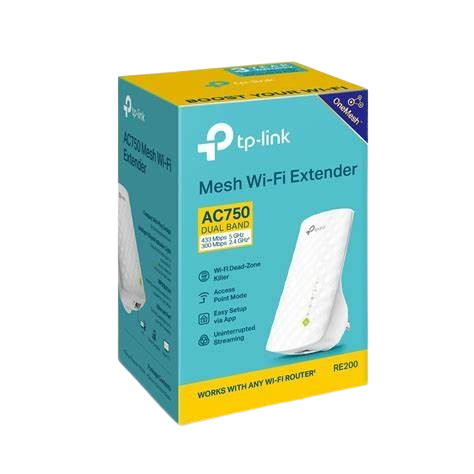 BOOST YOUR WI-FI
OneMesh™
tp-link
Mesh Wi-Fi Extender
AC750
DUAL BAND
433 Mbps 5 GHz
300 Mbps 2.4 GHz
Wi-Fi Dead-Zone
Killer
Access
Point Mode
Easy Setup
via App
Uninterrupted
Streaming
WORKS WITH ANY WI-FI ROUTER
RE200
tp-link
AC750 Mesh Wi-Fi
Extender